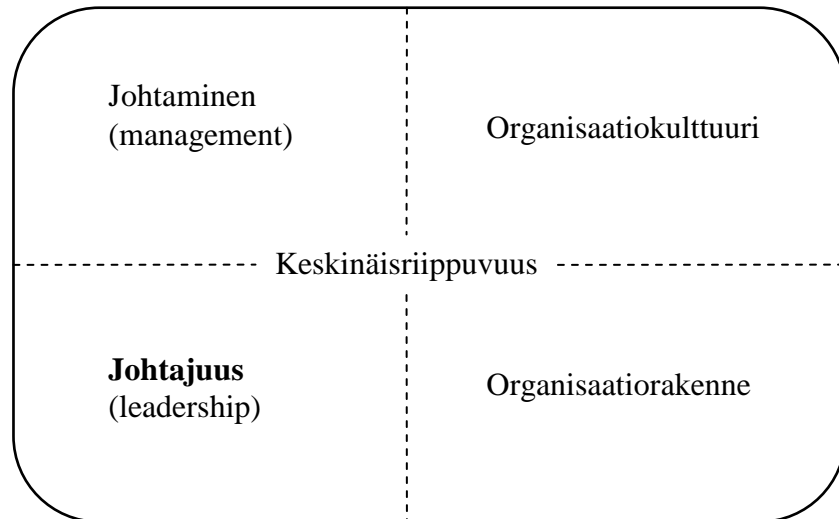 Johtaminen
(management)
Organisaatiokulttuuri
Keskinäisriippuvuus
Johtajuus
(leadership)
Organisaatiorakenne